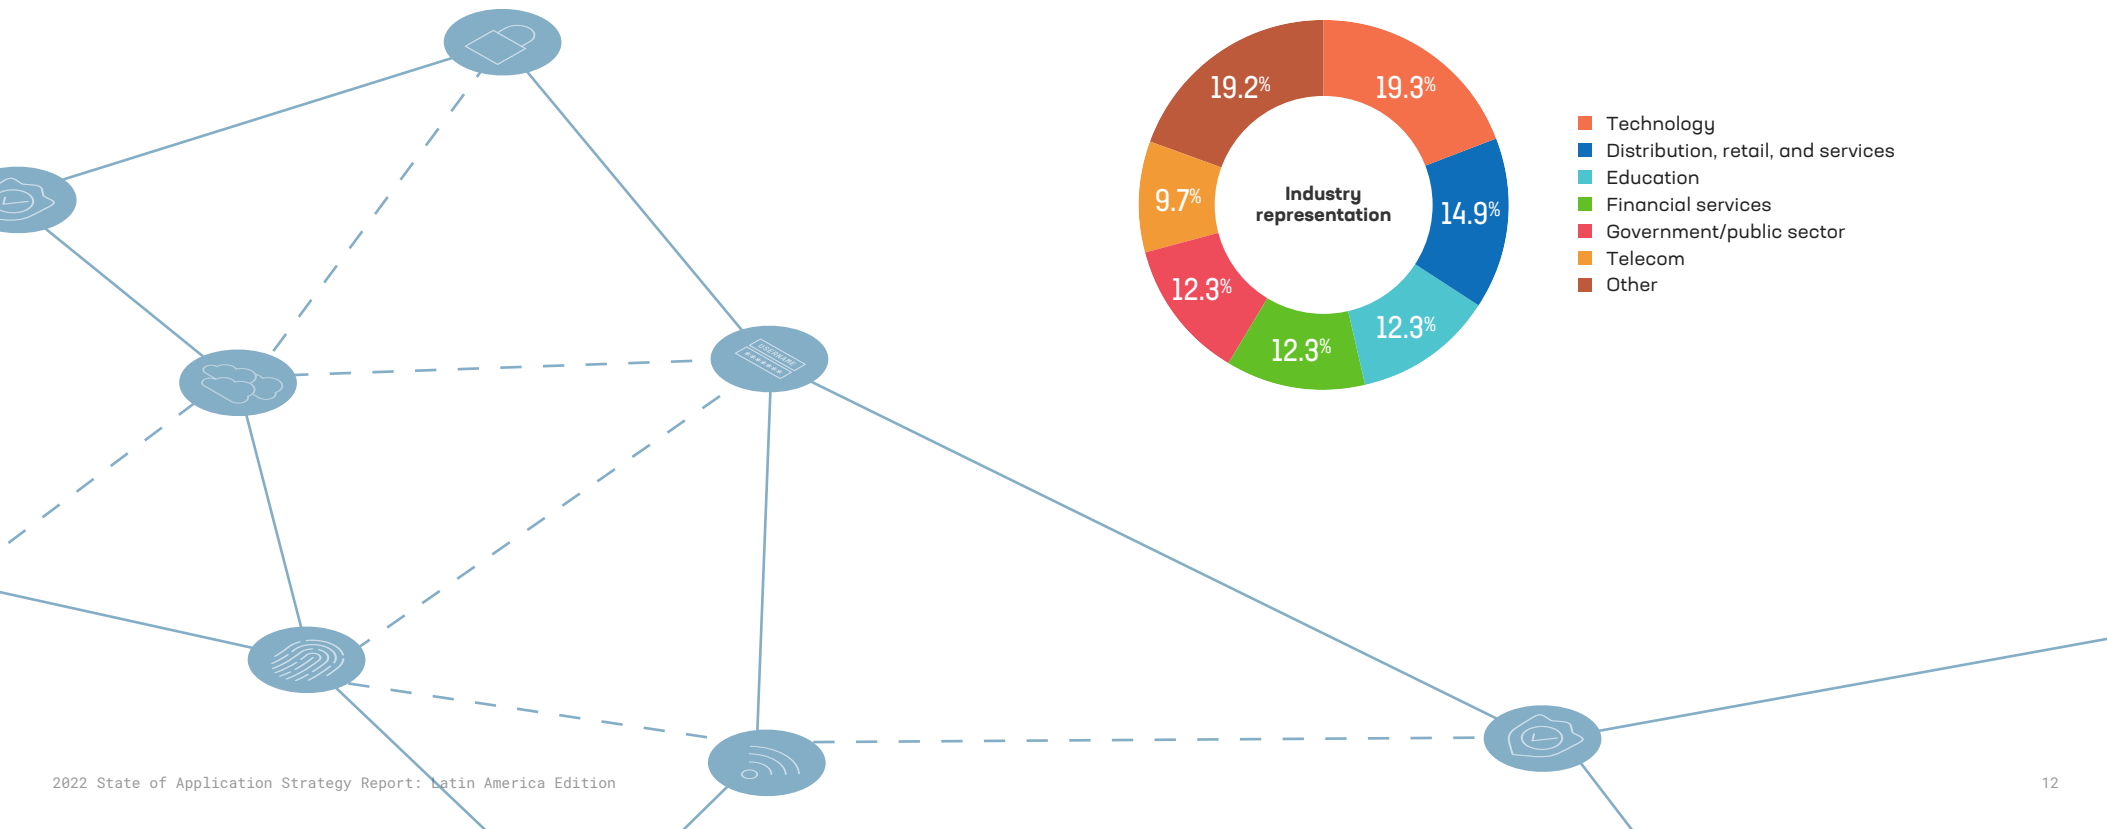 19.2%
19.3%
9.7%
14.9%
12.3%
12.3%
12.3%
Industry
representation
Technology
Distribution, retail, and services
Education
Financial services
Government/public sector
Telecom
Other
USERNAME
*******
2022 State of Application Strategy Report: Latin America Edition
12